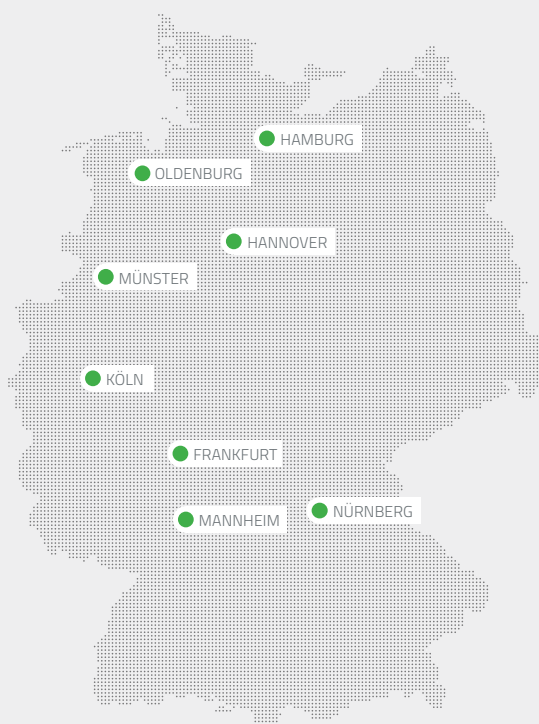 HAMBURG
OLDENBURG
HANNOVER
MÜNSTER
KÖLN
FRANKFURT
NÜRNBERG
MANNHEIM